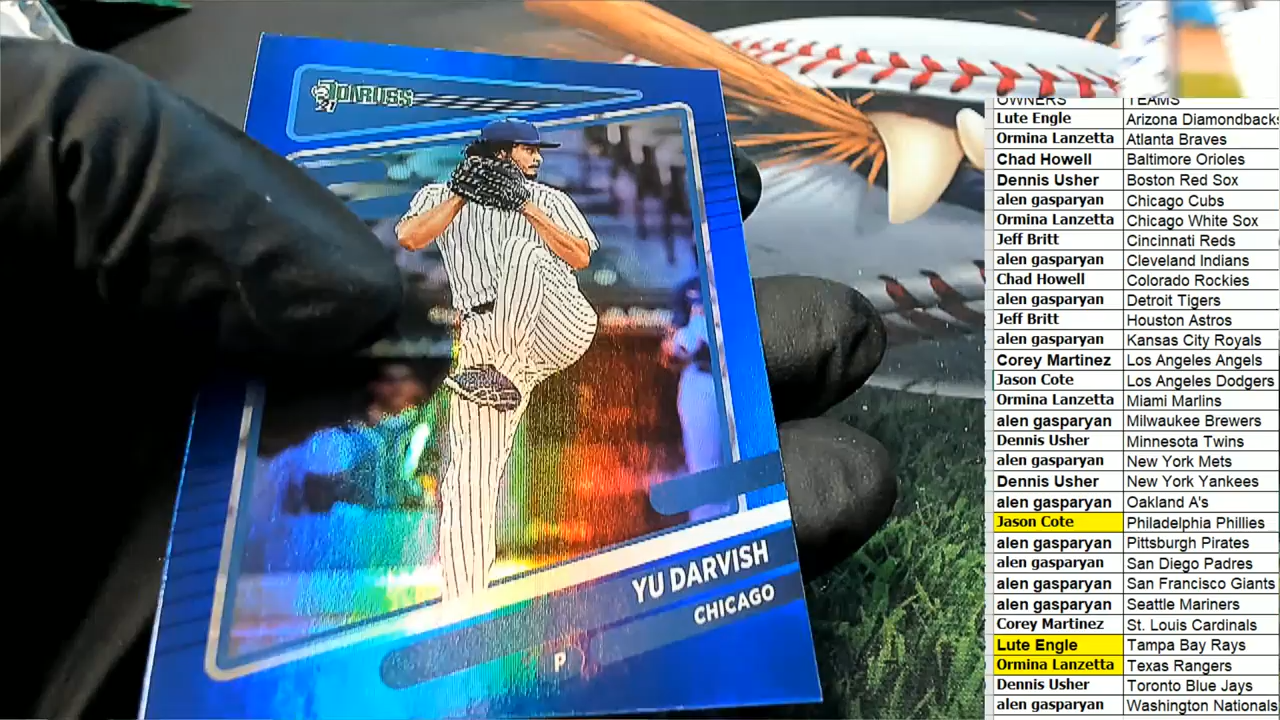 DONRUSS
21
YU DARVISH
CHICAGO
P
OWNERS TEAMS
Lute Engle Arizona Diamondbacks
Ormina Lanzetta Atlanta Braves
Chad Howell Baltimore Orioles
Dennis Usher Boston Red Sox
alen gasparyan Chicago Cubs
Ormina Lanzetta Chicago White Sox
Jeff Britt Cincinnati Reds
alen gasparyan Cleveland Indians
Chad Howell Colorado Rockies
alen gasparyan Detroit Tigers
Jeff Britt Houston Astros
alen gasparyan Kansas City Royals
Corey Martinez Los Angeles Angels
Jason Cote Los Angeles Dodgers
Ormina Lanzetta Miami Marlins
alen gasparyan Milwaukee Brewers
Dennis Usher Minnesota Twins
alen gasparyan New York Mets
Dennis Usher New York Yankees
alen gasparyan Oakland A's
Jason Cote Philadelphia Phillies
alen gasparyan Pittsburgh Pirates
alen gasparyan San Diego Padres
alen gasparyan San Francisco Giants
alen gasparyan Seattle Mariners
Corey Martinez St. Louis Cardinals
Lute Engle Tampa Bay Rays
Ormina Lanzetta Texas Rangers
Dennis Usher Toronto Blue Jays
alen gasparyan Washington Nationals